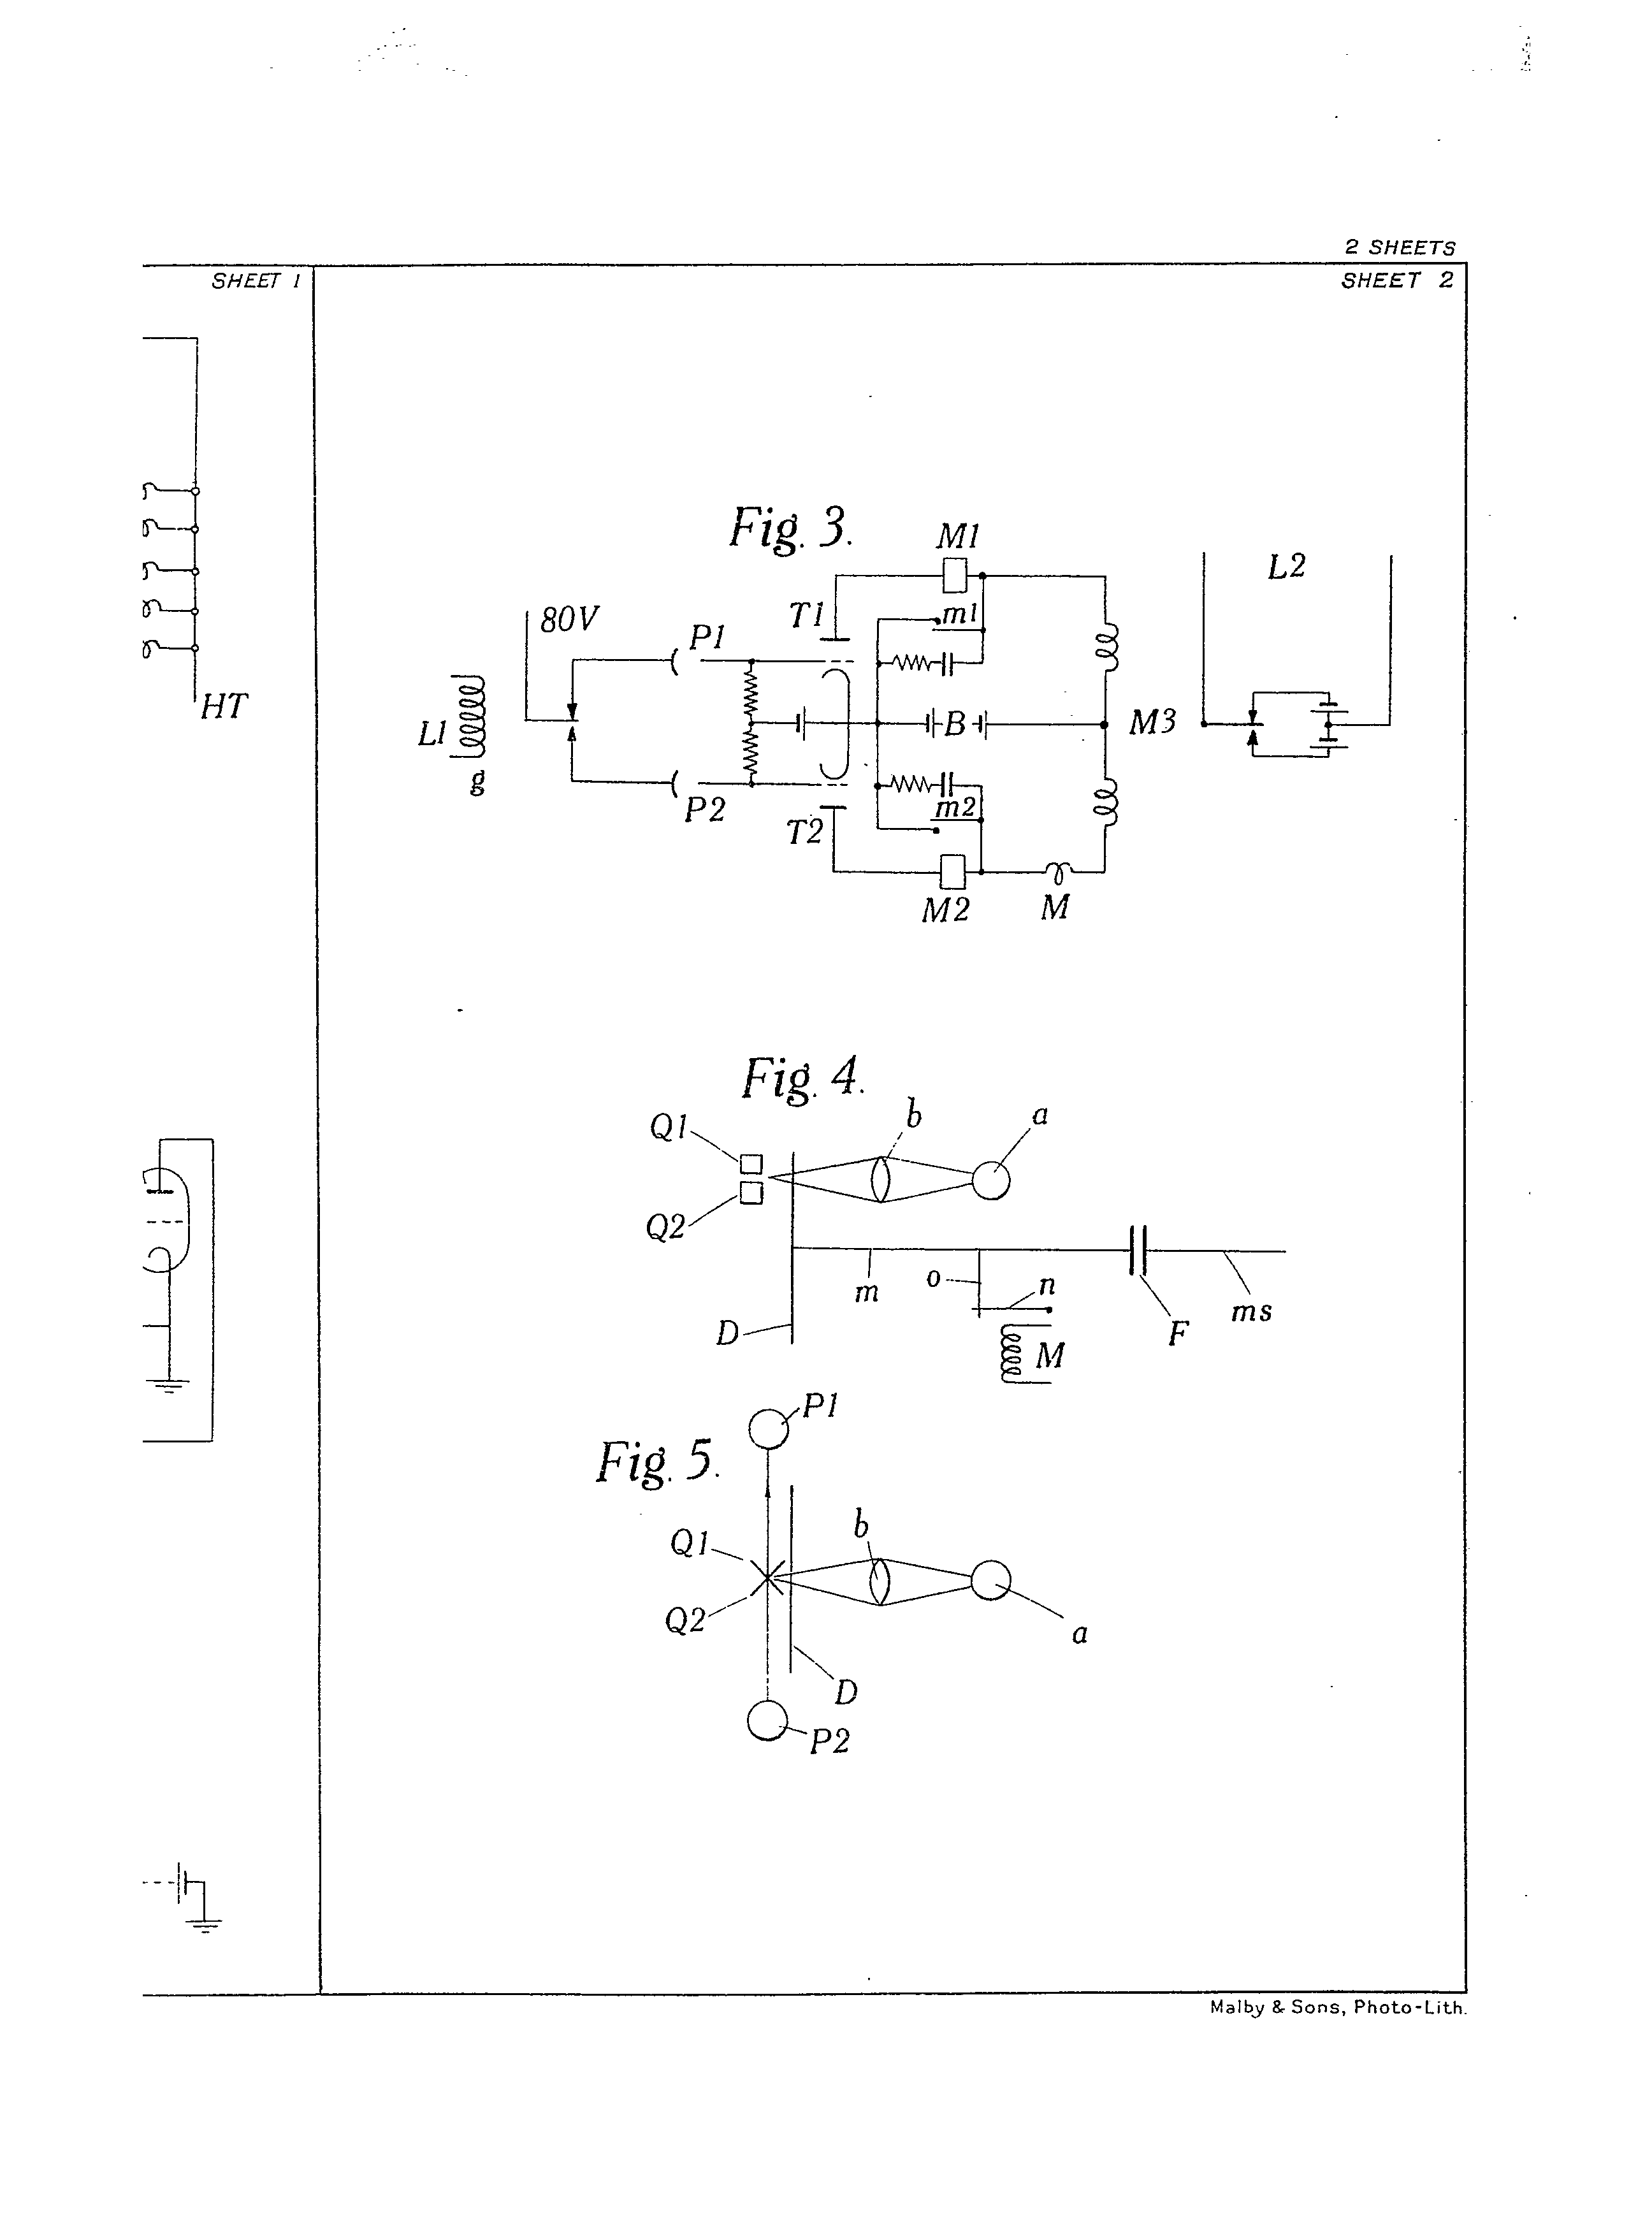 2 SHEETS
SHEET 1
SHEET 2
HT
Fig. 3.
M1
L2
80V
T1
m1
P1
L1
g
B
M3
P2
m2
T2
M2
M
Fig. 4.
Q1
b
a
Q2
m
o
n
ms
D
F
M
P1
Fig. 5.
Q1
b
Q2
a
D
P2
Malby & Sons, Photo-Lith.